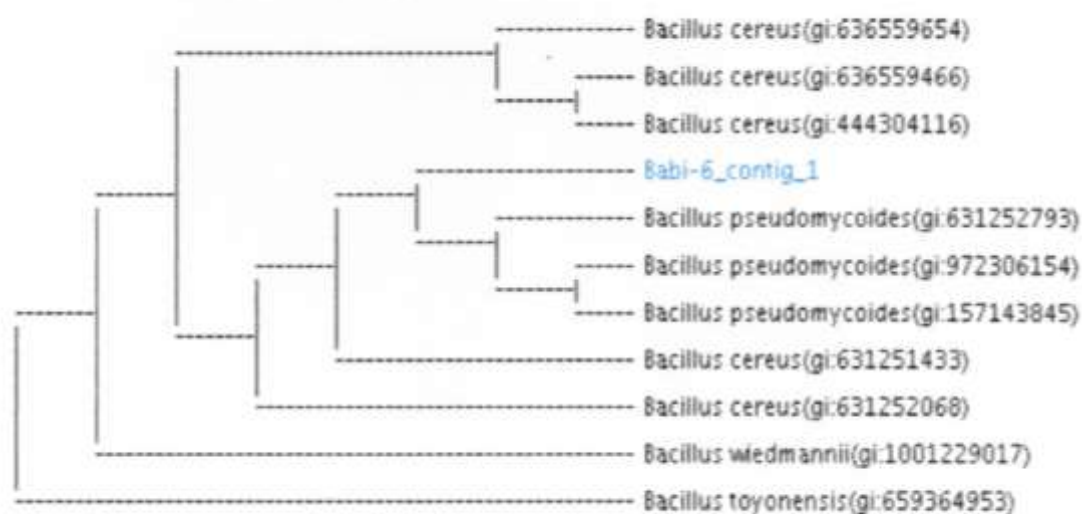 Bacillus cereus(gi:636559654)
Bacillus cereus(gi:636559466)
Bacillus cereus(gi:444304116)
Babi-6_contig_1
Bacillus pseudomycoides(gi:631252793)
Bacillus pseudomycoides(gi:972306154)
Bacillus pseudomycoides(gi:157143845)
Bacillus cereus(gi:631251433)
Bacillus cereus(gi:631252068)
Bacillus wiedmannii(gi:1001229017)
Bacillus toyonensis(gi:659364953)